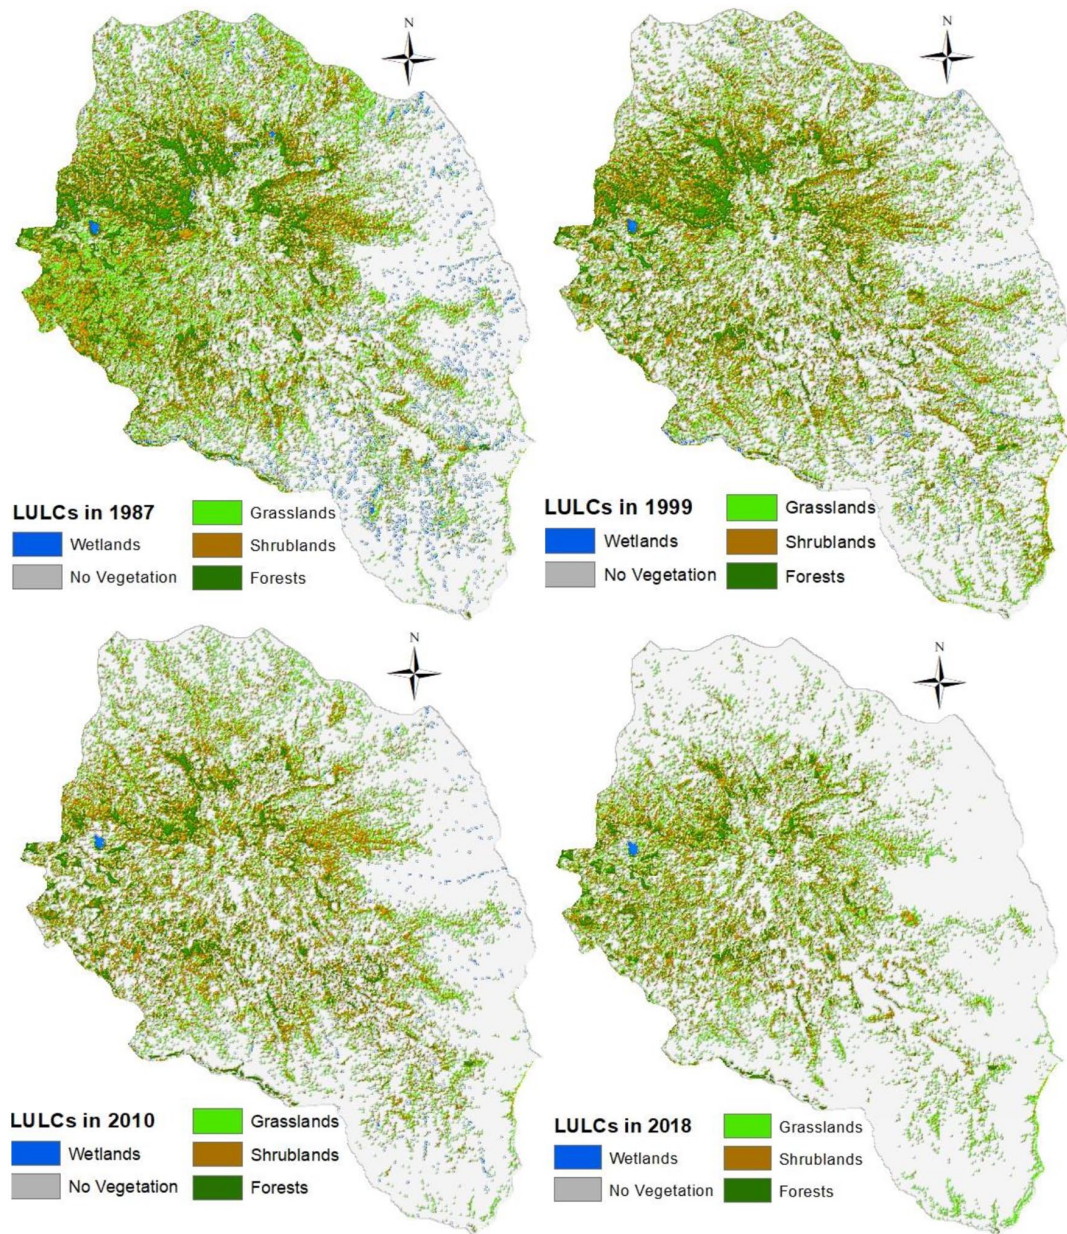 N
N
LULCs in 1987
Grasslands
Wetlands
Shrublands
No Vegetation
Forests
LULCs in 1999
Grasslands
Wetlands
Shrublands
No Vegetation
Forests
N
N
LULCs in 2010
Grasslands
Wetlands
Shrublands
No Vegetation
Forests
LULCs in 2018
Grasslands
Wetlands
Shrublands
No Vegetation
Forests